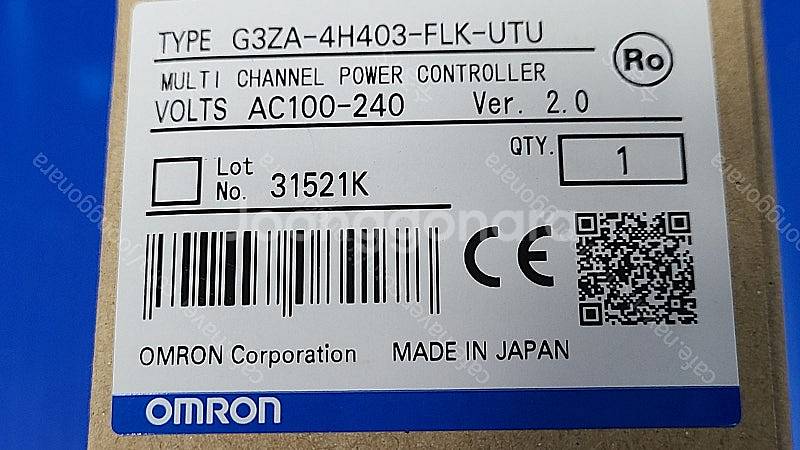 TYPE G3ZA-4H403-FLK-UTU
Ro
MULTI CHANNEL POWER CONTROLLER
VOLTS AC100-240 Ver. 2.0
QTY. 1
Lot No. 31521K
Joonggonara
CE
OMRON Corporation MADE IN JAPAN
OMRON